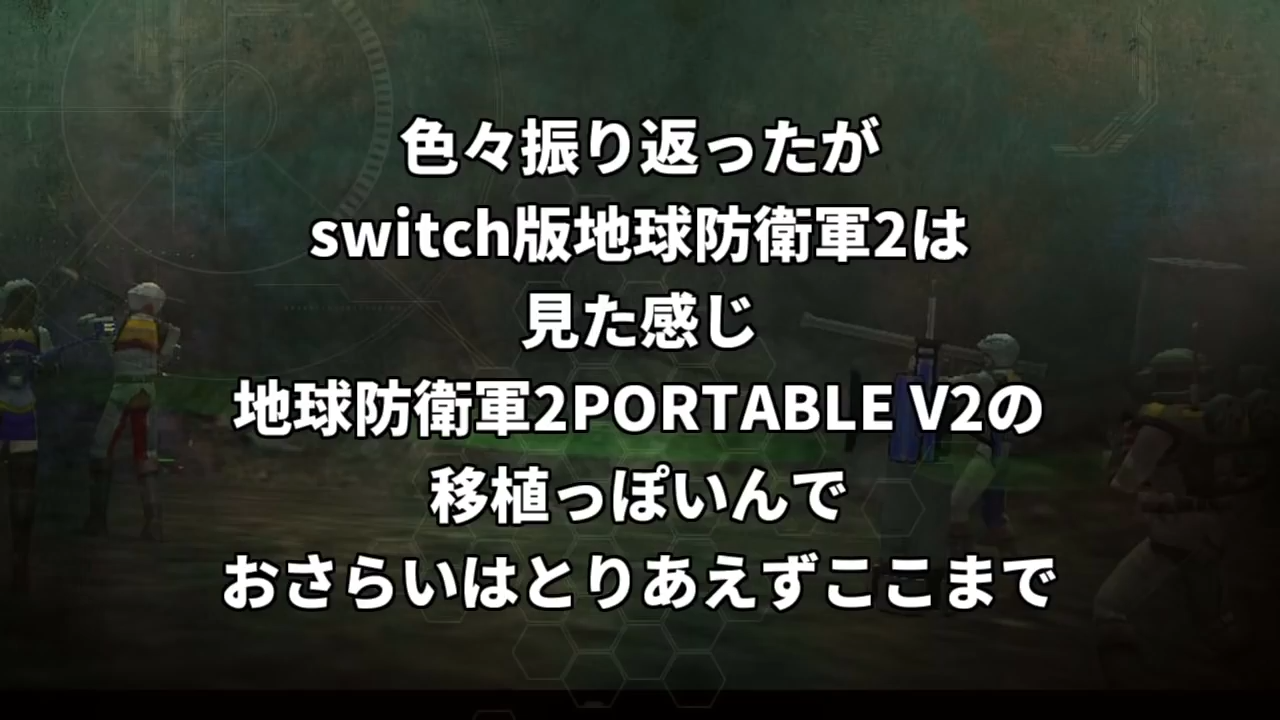 色々振り返ったが
switch版地球防衛軍2は
見た感じ
地球防衛軍2PORTABLE V2の
移植っぽいんで
おさらいはとりあえずここまで